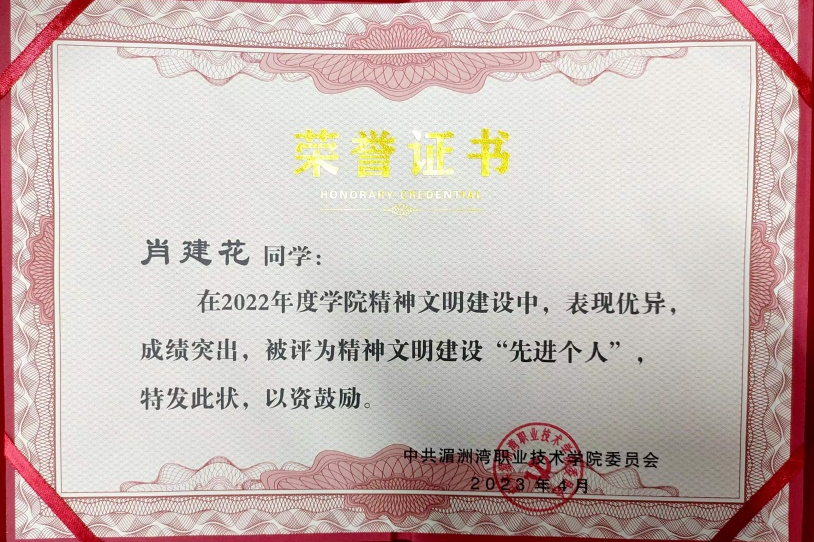 荣誉证书
HONORARY CREDENTIAL
肖建花 同学：
在2022年度学院精神文明建设中，表现优异，
成绩突出，被评为精神文明建设“先进个人”，
特发此状，以资鼓励。
中共湄洲湾职业技术学院委员会
2023年4月